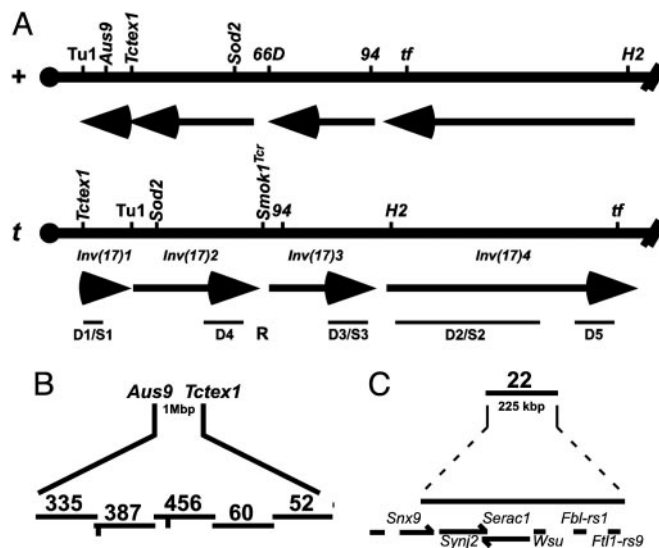 A
Tu1 Aus9 Tctex1 Sod2 66D 94 tf H2
+
Tctex1 Tu1 Sod2 Smok1Tcr 94 H2 tf
t
Inv(17)1 Inv(17)2 Inv(17)3 Inv(17)4
D1/S1 D4 R D3/S3 D2/S2 D5
B
Aus9 Tctex1
1Mbp
335 387 456 60 52
C
22
225 kbp
Snx9 Synj2 Serac1 Wsu Fbl-rs1 Ftl1-rs9